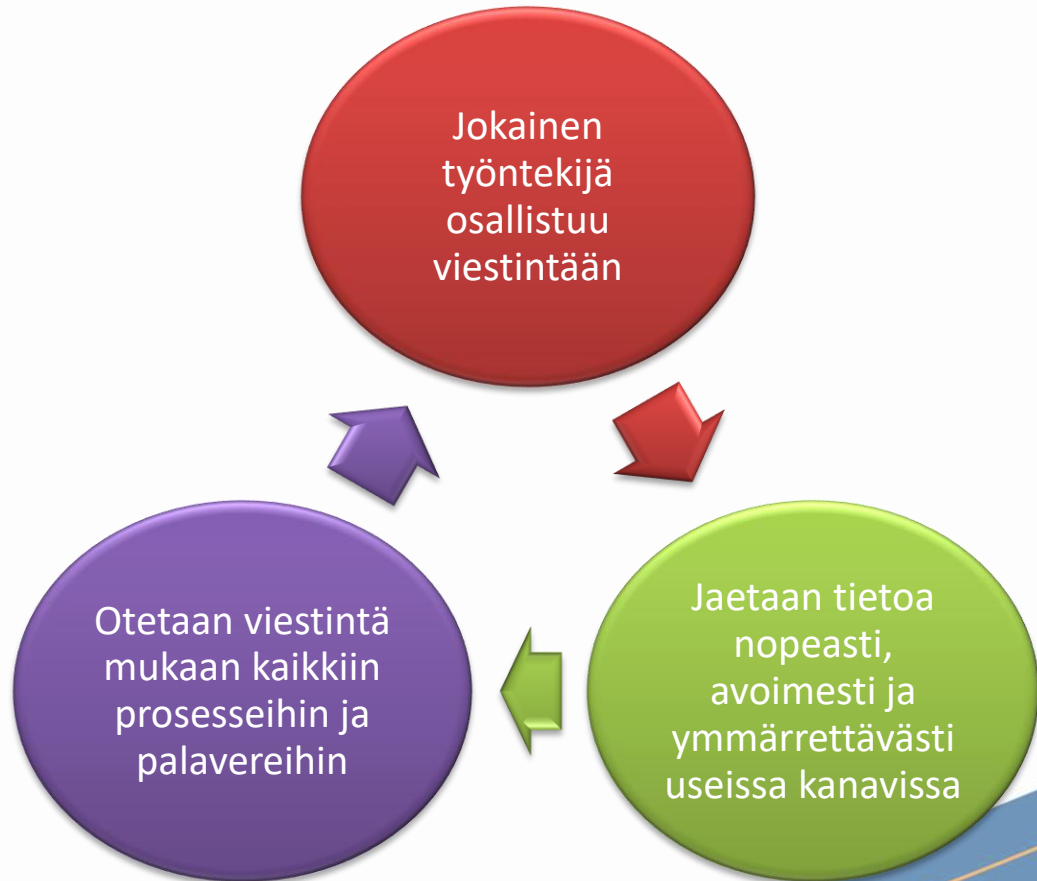 Jokainen
työntekijä
osallistuu
viestintään
Jaetaan tietoa
nopeasti,
avoimesti ja
ymmärrettävästi
useissa kanavissa
Otetaan viestintä
mukaan kaikkiin
prosesseihin ja
palavereihin